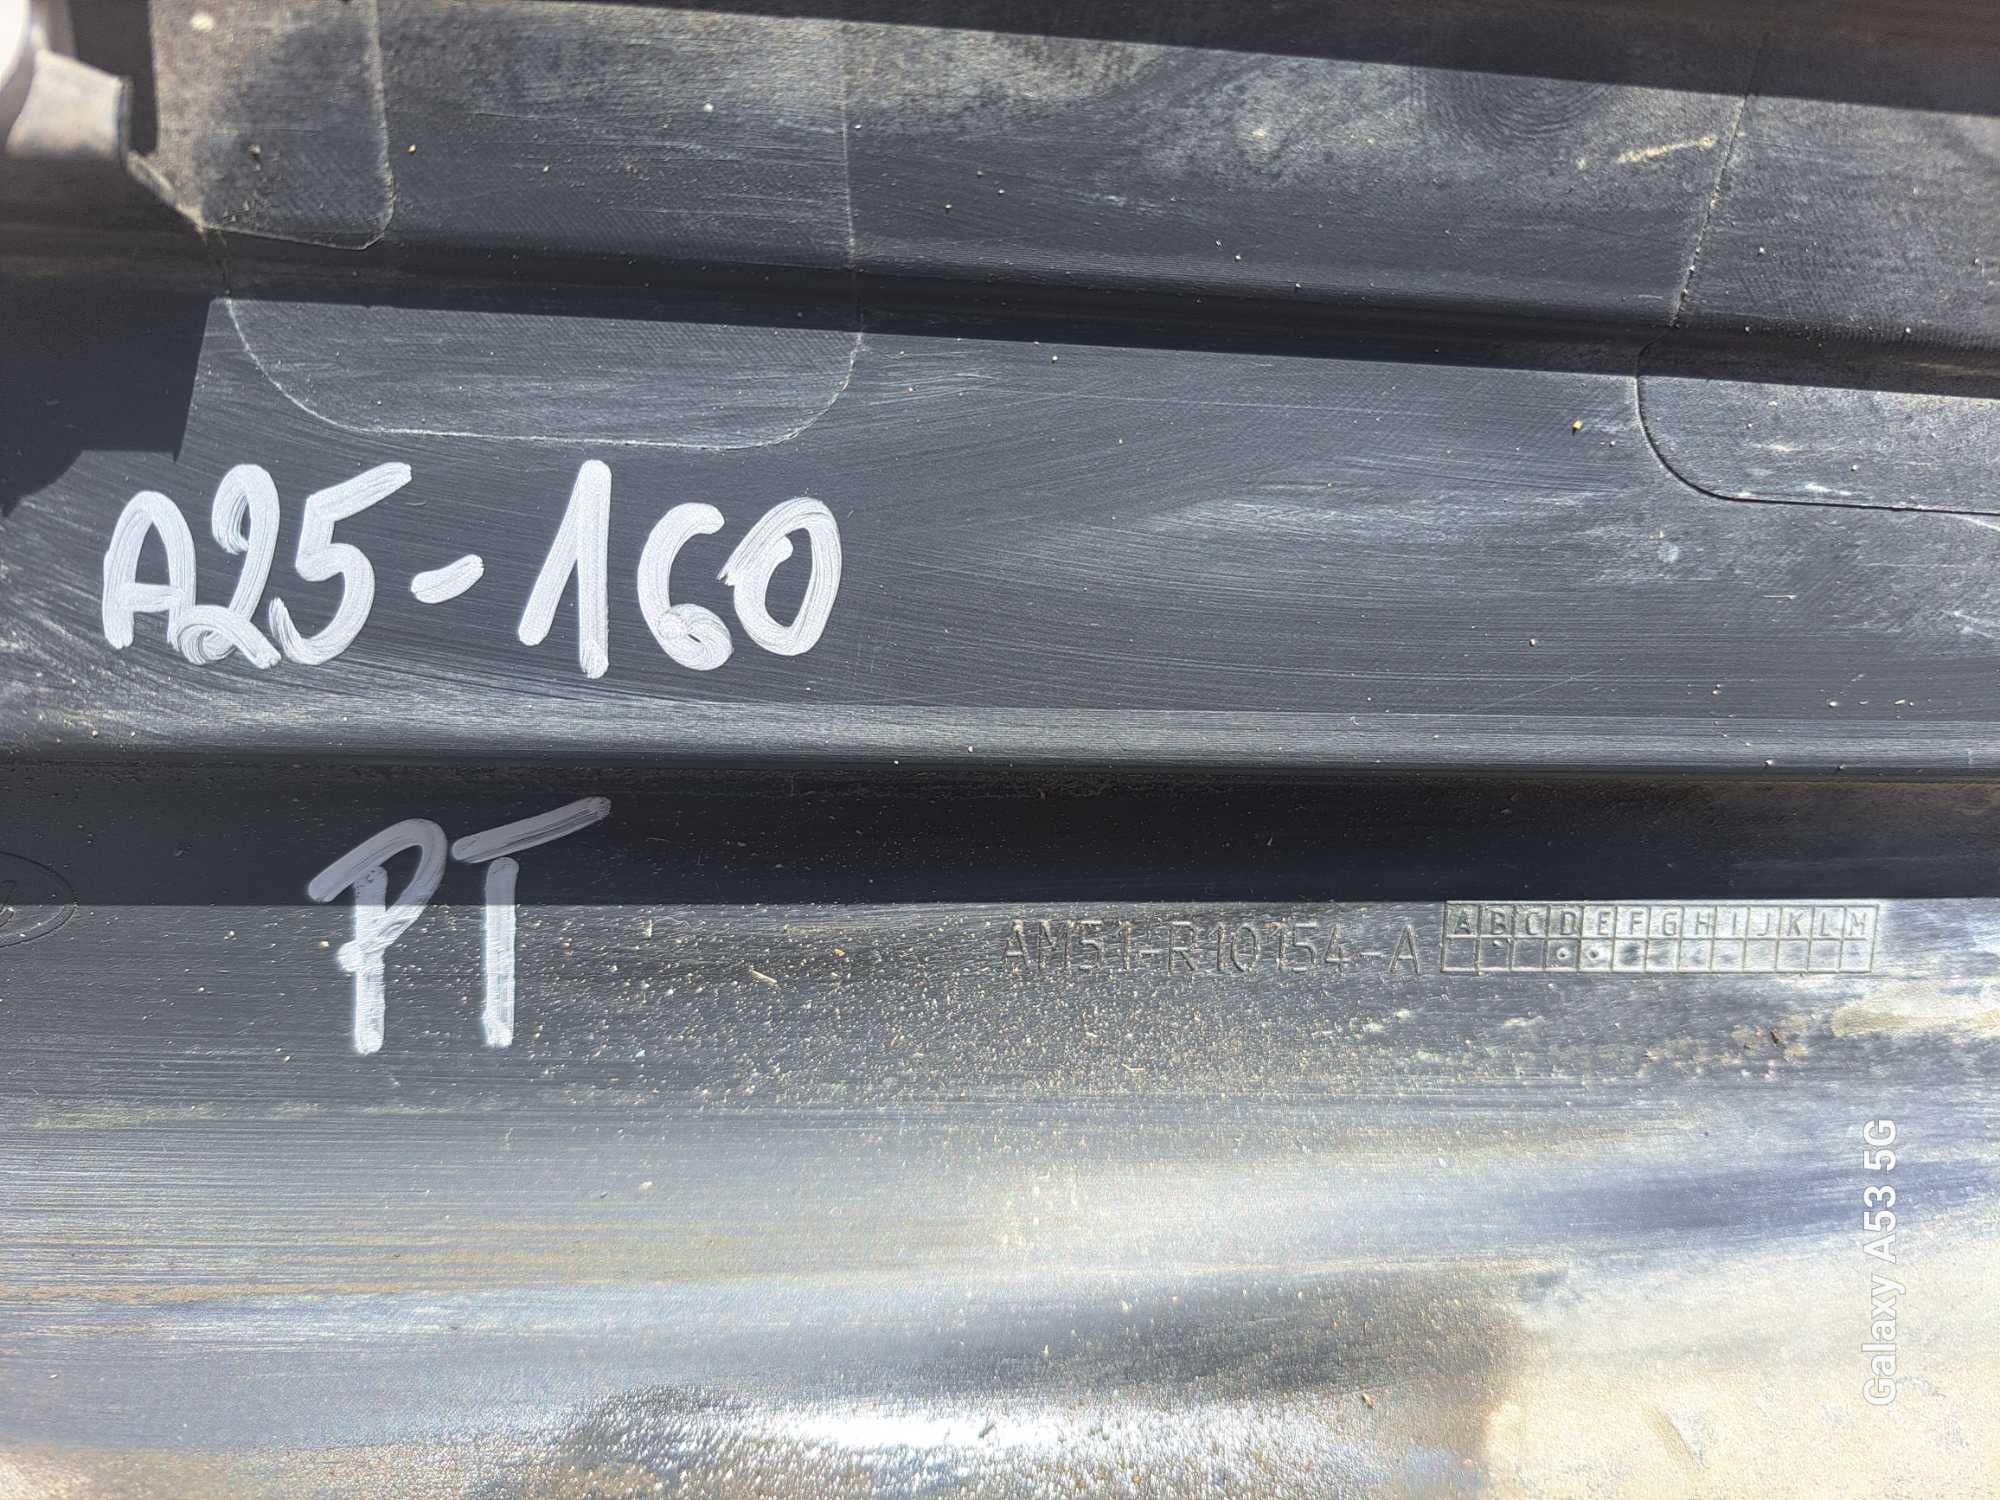 A25-160
PT
AM51-R10154-A ABCDEFGHIJKLM
Galaxy A53 5G